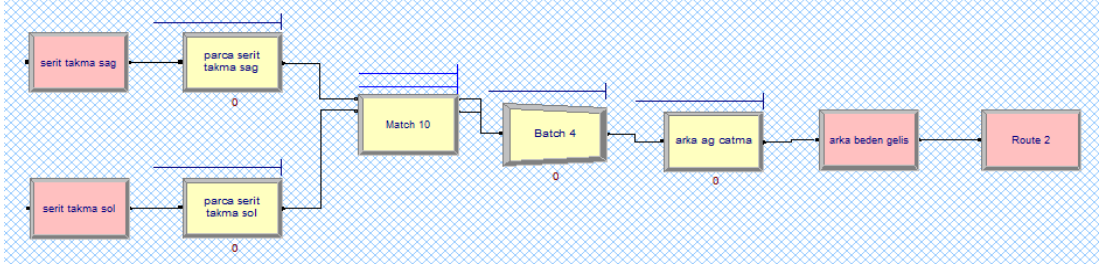 serit takma sag
parca serit
takma sag
0
Match 10
Batch 4
0
arka ag catma
0
arka beden gelis
Route 2
serit takma sol
parca serit
takma sol
0